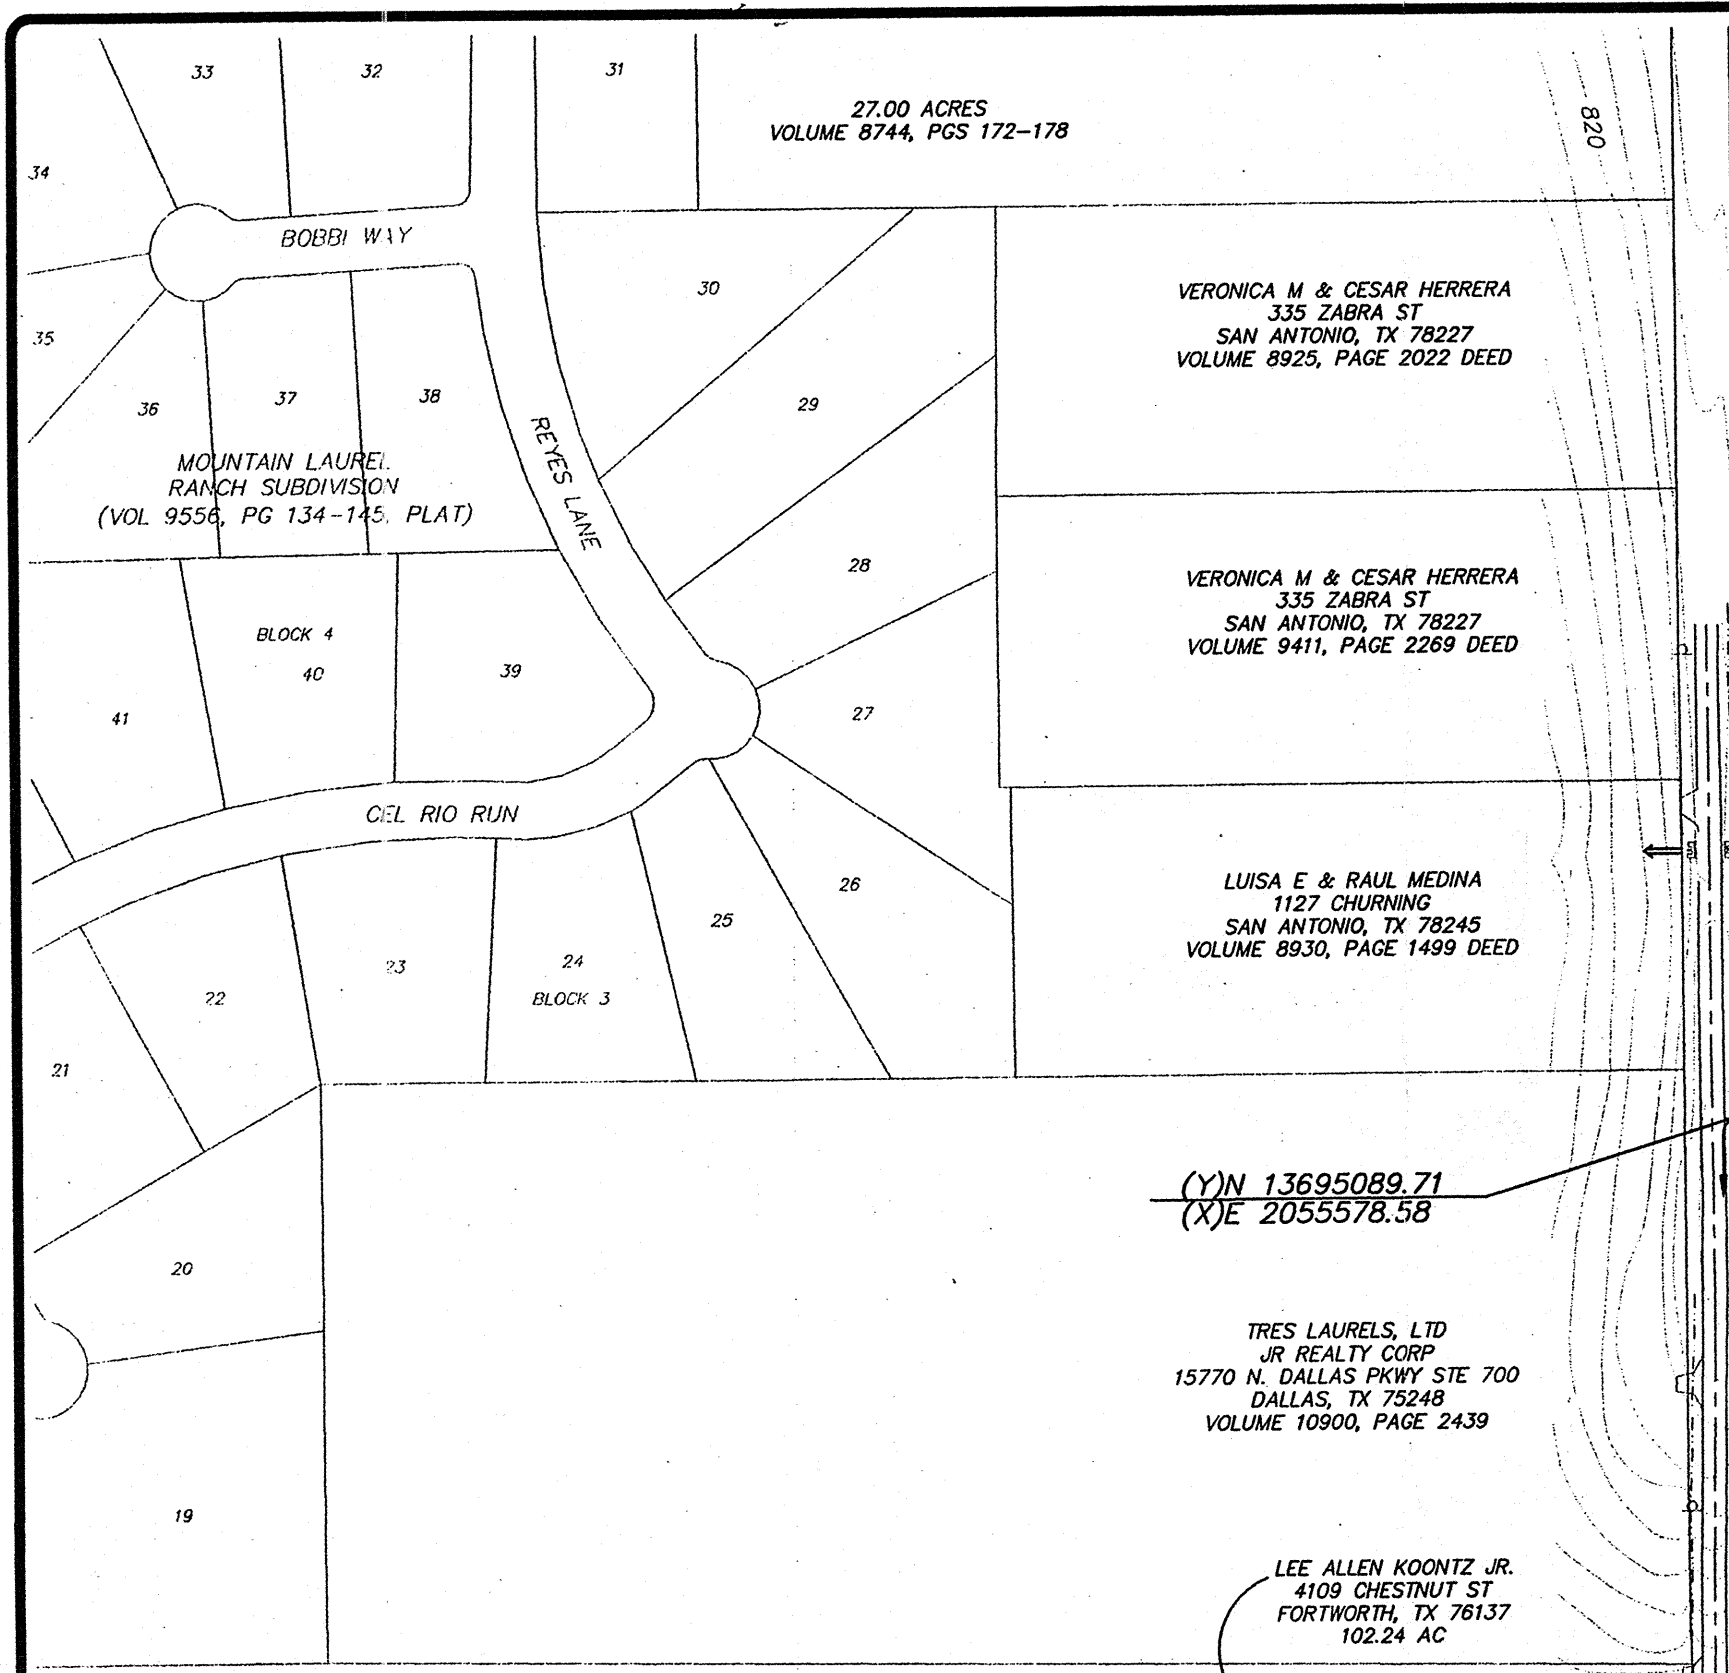 33
32
31
27.00 ACRES
VOLUME 8744, PGS 172-178
820
34
BOBBI WAY
30
VERONICA M & CESAR HERRERA
335 ZABRA ST
SAN ANTONIO, TX 78227
VOLUME 8925, PAGE 2022 DEED
35
36
37
38
29
REYES LANE
MOUNTAIN LAUREL
RANCH SUBDIVISION
(VOL 9556, PG 134-145, PLAT)
28
VERONICA M & CESAR HERRERA
335 ZABRA ST
SAN ANTONIO, TX 78227
VOLUME 9411, PAGE 2269 DEED
BLOCK 4
40
39
41
27
CEL RIO RUN
26
LUISA E & RAUL MEDINA
1127 CHURNING
SAN ANTONIO, TX 78245
VOLUME 8930, PAGE 1499 DEED
25
24
BLOCK 3
23
22
21
(Y)N 13695089.71
(X)E 2055578.58
20
TRES LAURELS, LTD
JR REALTY CORP
15770 N. DALLAS PKWY STE 700
DALLAS, TX 75248
VOLUME 10900, PAGE 2439
19
LEE ALLEN KOONTZ JR.
4109 CHESTNUT ST
FORTWORTH, TX 76137
102.24 AC